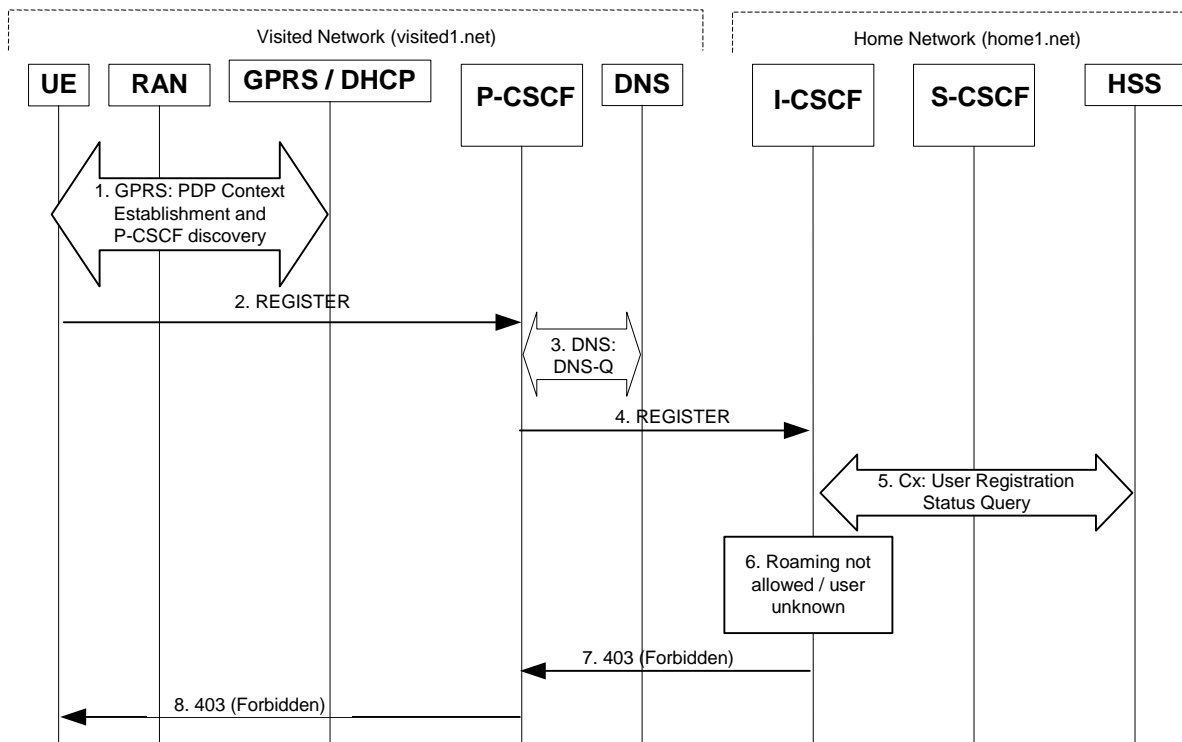 Visited Network (visited1.net)
Home Network (home1.net)
UE
RAN
GPRS / DHCP
P-CSCF
DNS
I-CSCF
S-CSCF
HSS
1. GPRS: PDP Context
Establishment and
P-CSCF discovery
2. REGISTER
3. DNS:
DNS-Q
4. REGISTER
5. Cx: User Registration
Status Query
6. Roaming not
allowed / user
unknown
7. 403 (Forbidden)
8. 403 (Forbidden)